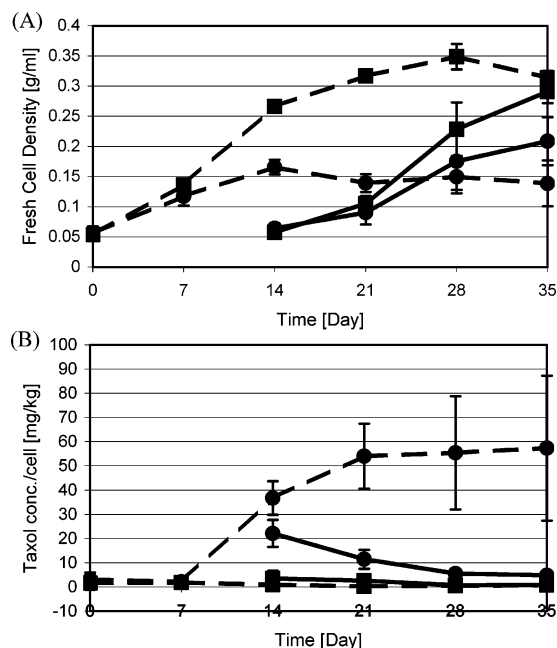 (A)
Fresh Cell Density [g/ml]
0.4
0.35
0.3
0.25
0.2
0.15
0.1
0.05
0
0 7 14 21 28 35
Time [Day]
(B)
Taxol conc./cell [mg/kg]
100
90
80
70
60
50
40
30
20
10
0
-10
0 7 14 21 28 35
Time [Day]